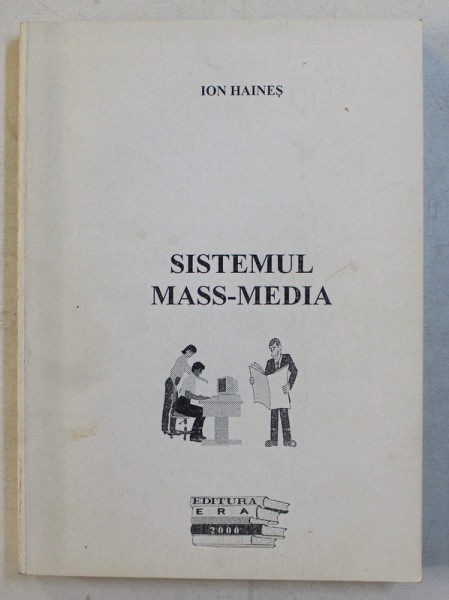 ION HAINEȘ
SISTEMUL
MASS-MEDIA
EDITURA
ERA
2000